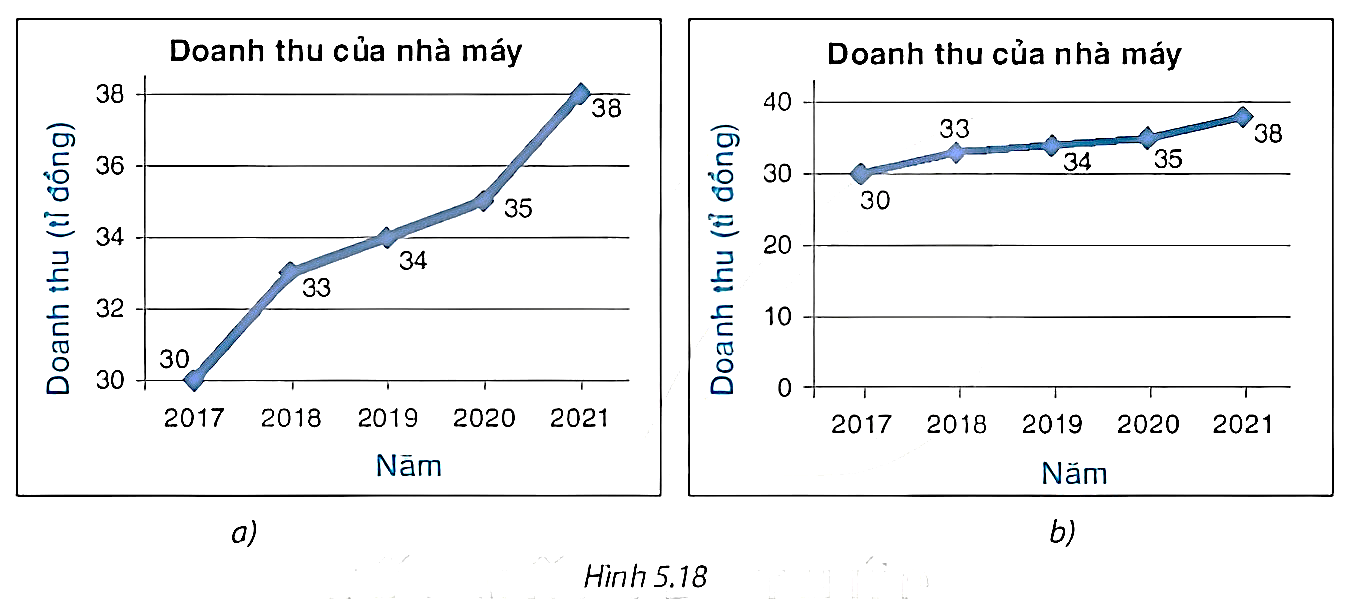 Doanh thu của nhà máy
Doanh thu (tỉ đồng)
38
36
34
32
30
30
33
34
35
38
2017 2018 2019 2020 2021
Năm
a)
Doanh thu của nhà máy
Doanh thu (tỉ đồng)
40
30
20
10
0
30
33
34
35
38
2017 2018 2019 2020 2021
Năm
b)
Hình 5.18